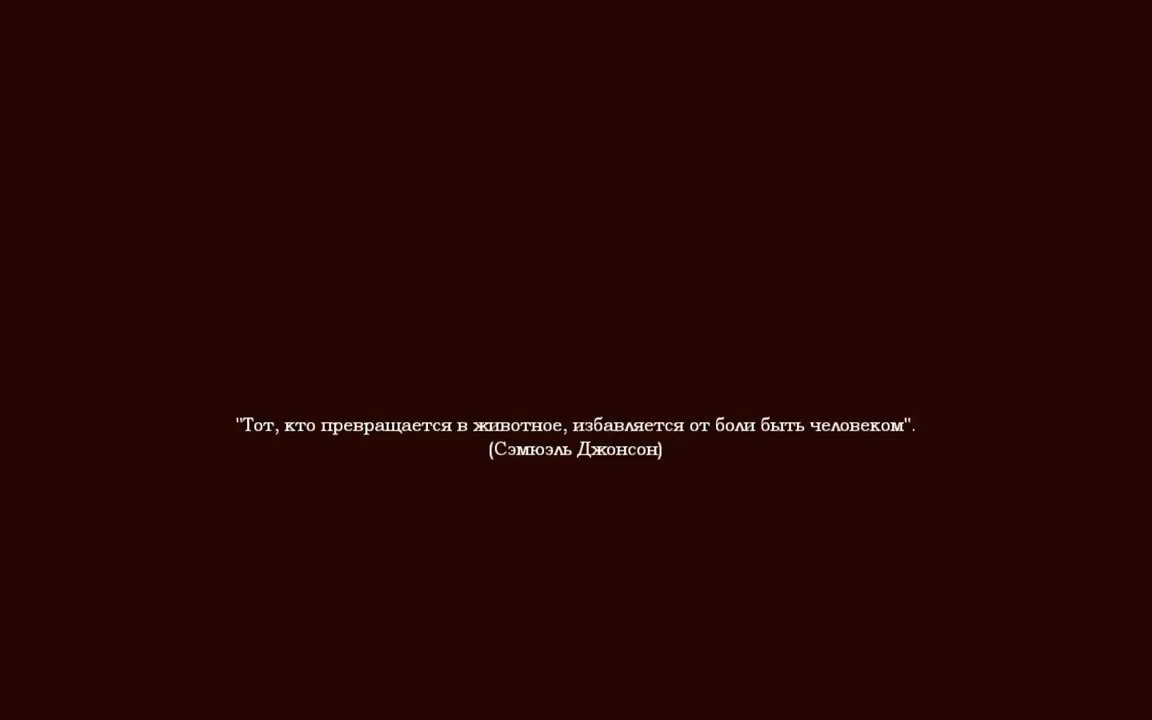 "Тот, кто превращается в животное, избавляется от боли быть человеком".
(Сэмюэль Джонсон)